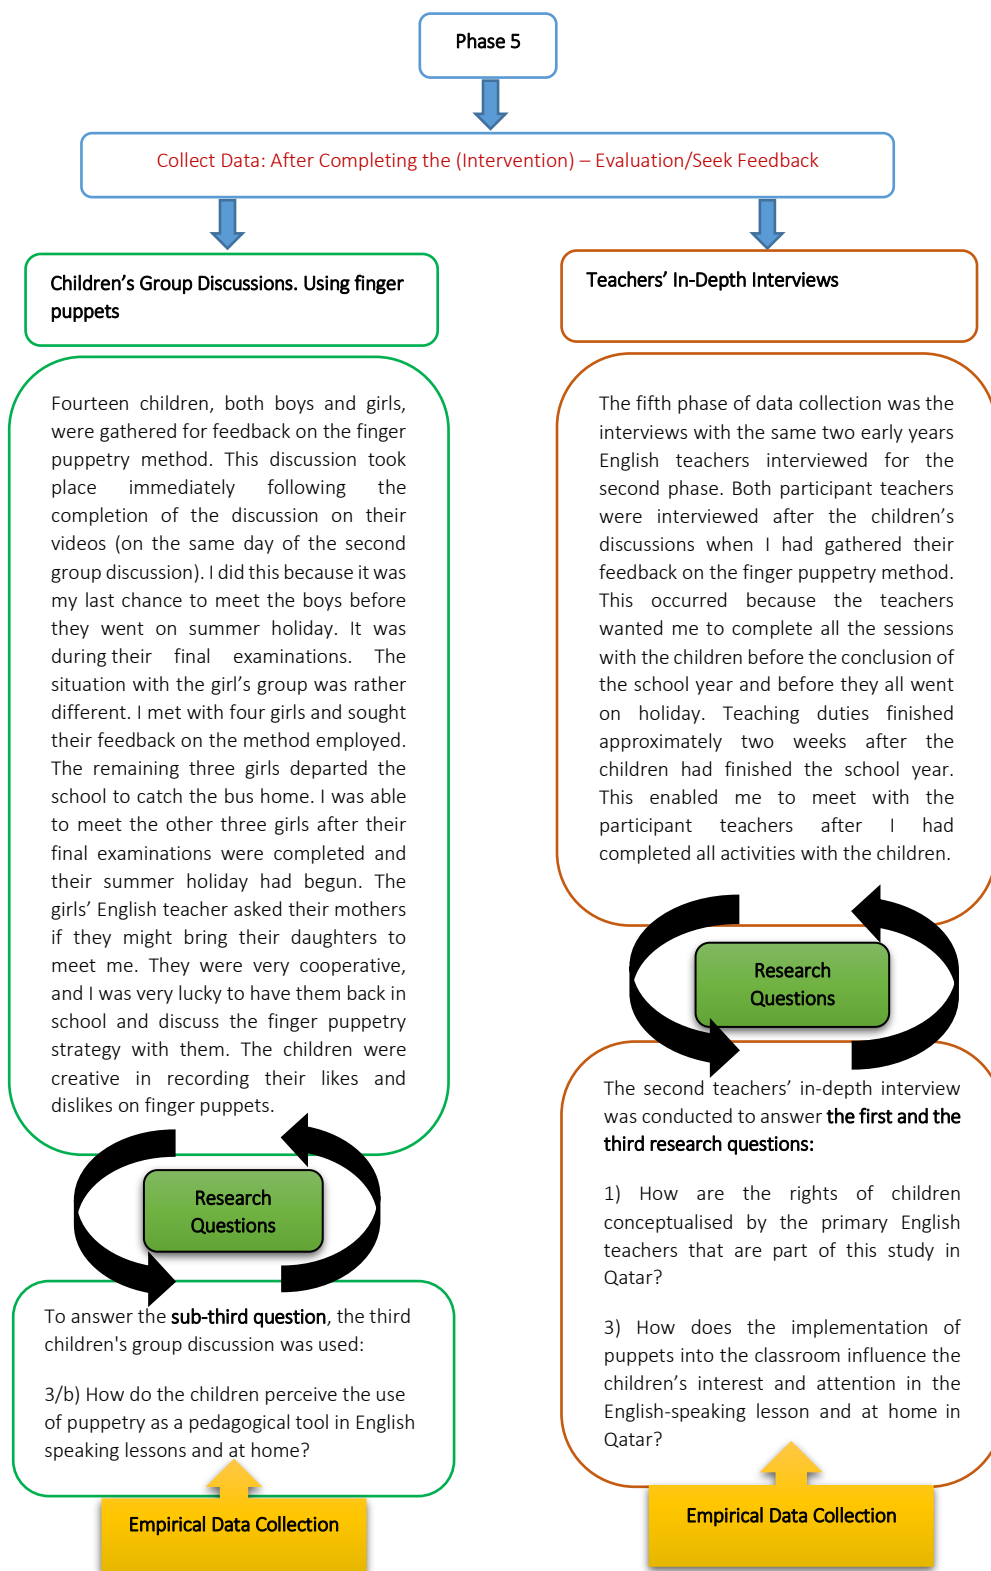 Phase 5
Collect Data: After Completing the (Intervention) – Evaluation/Seek Feedback
Children’s Group Discussions. Using finger
puppets
Fourteen children, both boys and girls,
were gathered for feedback on the finger
puppetry method. This discussion took
place immediately following the
completion of the discussion on their
videos (on the same day of the second
group discussion). I did this because it was
my last chance to meet the boys before
they went on summer holiday. It was
during their final examinations. The
situation with the girl’s group was rather
different. I met with four girls and sought
their feedback on the method employed.
The remaining three girls departed the
school to catch the bus home. I was able
to meet the other three girls after their
final examinations were completed and
their summer holiday had begun. The
girls’ English teacher asked their mothers
if they might bring their daughters to
meet me. They were very cooperative,
and I was very lucky to have them back in
school and discuss the finger puppetry
strategy with them. The children were
creative in recording their likes and
dislikes on finger puppets.
Research
Questions
To answer the sub-third question, the third
children's group discussion was used:
3/b) How do the children perceive the use
of puppetry as a pedagogical tool in English
speaking lessons and at home?
Empirical Data Collection
Teachers’ In-Depth Interviews
The fifth phase of data collection was the
interviews with the same two early years
English teachers interviewed for the
second phase. Both participant teachers
were interviewed after the children’s
discussions when I had gathered their
feedback on the finger puppetry method.
This occurred because the teachers
wanted me to complete all the sessions
with the children before the conclusion of
the school year and before they all went
on holiday. Teaching duties finished
approximately two weeks after the
children had finished the school year.
This enabled me to meet with the
participant teachers after I had
completed all activities with the children.
Research
Questions
The second teachers’ in-depth interview
was conducted to answer the first and the
third research questions:
1) How are the rights of children
conceptualised by the primary English
teachers that are part of this study in
Qatar?
3) How does the implementation of
puppets into the classroom influence the
children’s interest and attention in the
English-speaking lesson and at home in
Qatar?
Empirical Data Collection